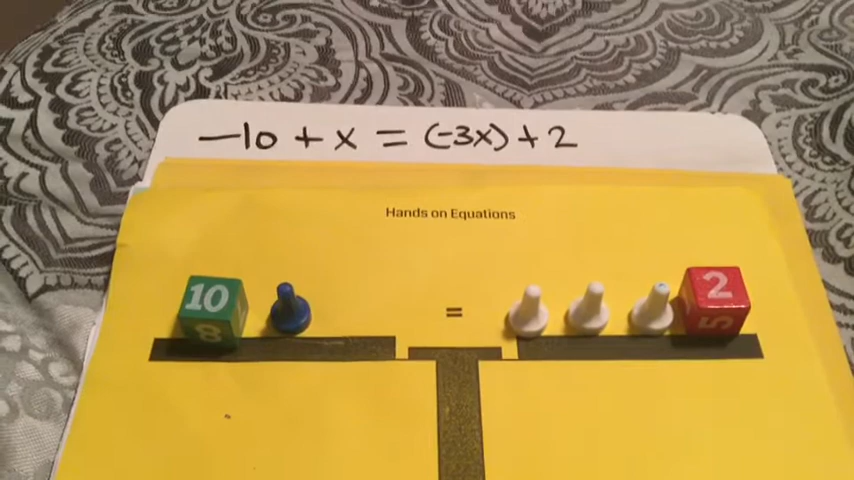 -10 + x = (-3x) + 2
Hands on Equations
10
8
=
2
5